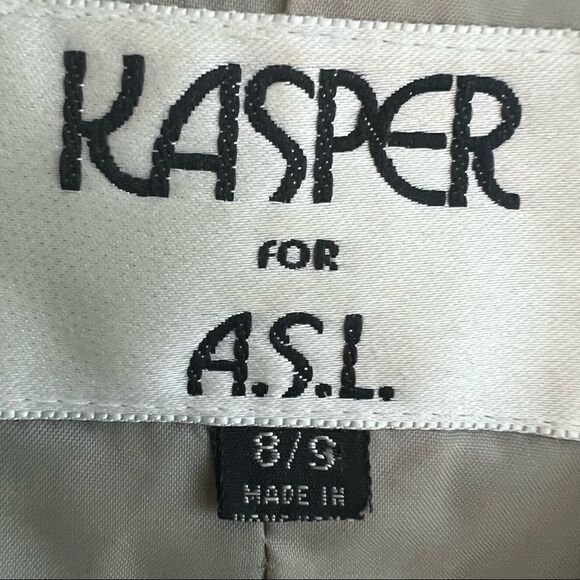 KASPER
FOR
A.S.L.
8/S
MADE IN